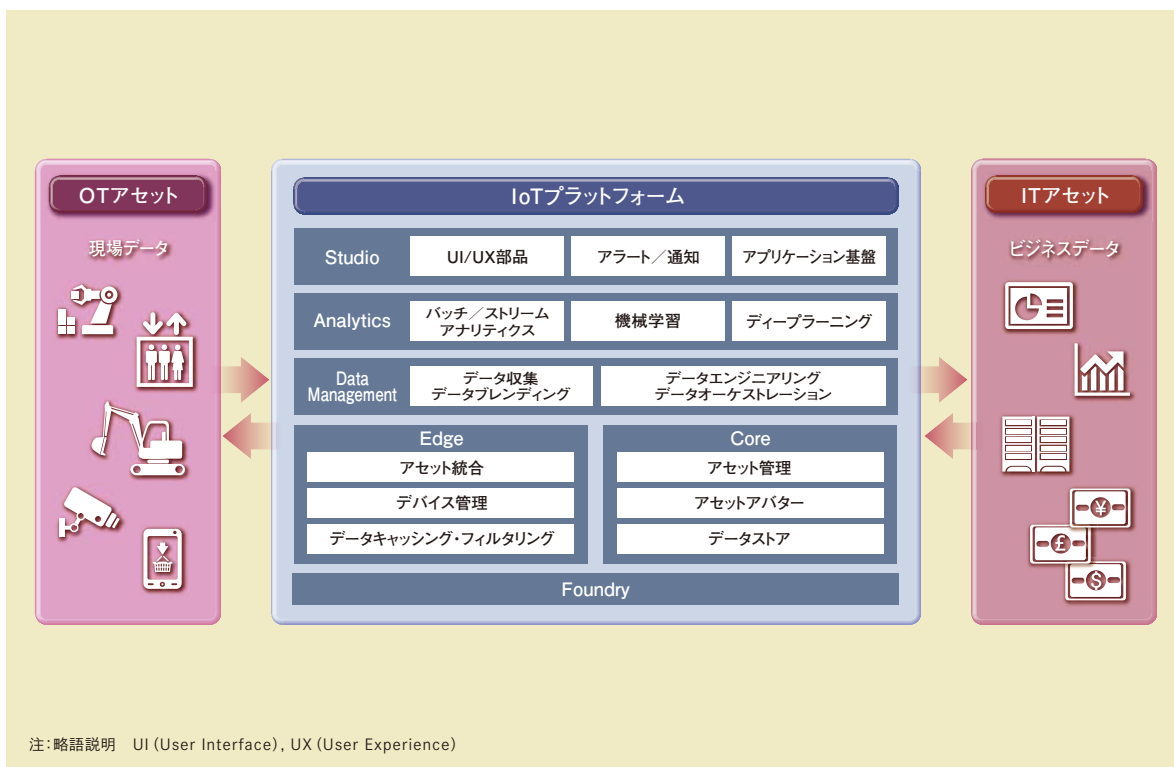 OTアセット
現場データ
IoTプラットフォーム
Studio
UI/UX部品
アラート／通知
アプリケーション基盤
Analytics
バッチ／ストリーム
アナリティクス
機械学習
ディープラーニング
Data
Management
データ収集
データブレンディング
データエンジニアリング
データオーケストレーション
Edge
アセット統合
デバイス管理
データキャッシング・フィルタリング
Core
アセット管理
アセットアバター
データストア
Foundry
ITアセット
ビジネスデータ
¥
£
$
注：略語説明　UI（User Interface），UX（User Experience）